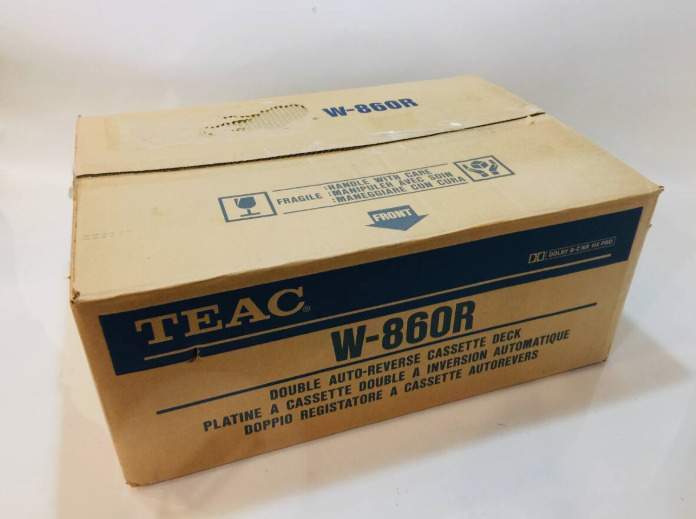 W-860R
FRAGILE
:HANDLE WITH CARE
:MANIPULER AVEC SOIN
:MANEGGIARE CON CURA
FRONT
TEAC®
DOLBY B-C NR HX PRO
W-860R
DOUBLE AUTO-REVERSE CASSETTE DECK
PLATINE A CASSETTE DOUBLE A INVERSION AUTOMATIQUE
DOPPIO REGISTATORE A CASSETTE AUTOREVERS